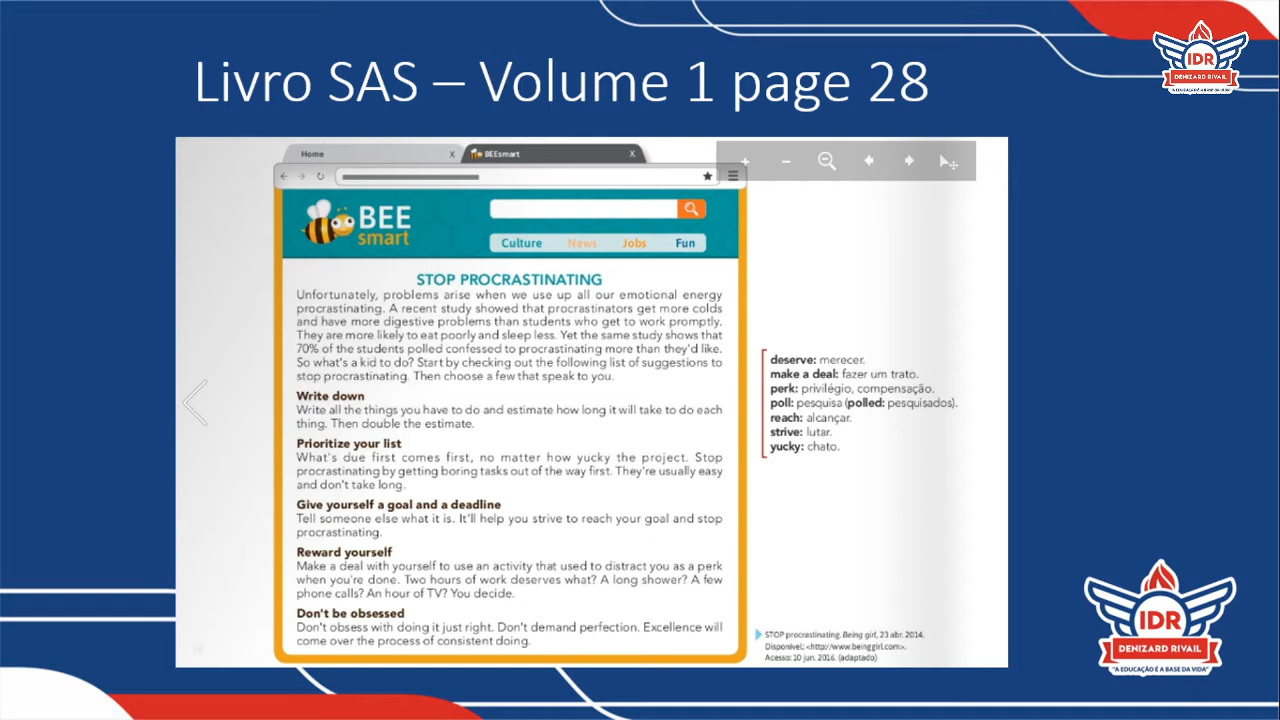 Livro SAS – Volume 1 page 28
IDR
DENIZARD RIVAIL
"A EDUCAÇÃO É A BASE DA VIDA"
Home X
BEEsmart X
BEE
smart
Culture News Jobs Fun
STOP PROCRASTINATING
Unfortunately, problems arise when we use up all our emotional energy
procrastinating. A recent study showed that procrastinators get more colds
and have more digestive problems than students who get to work promptly.
They are more likely to eat poorly and sleep less. Yet the same study shows that
70% of the students polled confessed to procrastinating more than they'd like.
So what's a kid to do? Start by checking out the following list of suggestions to
stop procrastinating. Then choose a few that speak to you.
Write down
Write all the things you have to do and estimate how long it will take to do each
thing. Then double the estimate.
Prioritize your list
What's due first comes first, no matter how yucky the project. Stop
procrastinating by getting boring tasks out of the way first. They're usually easy
and don't take long.
Give yourself a goal and a deadline
Tell someone else what it is. It'll help you strive to reach your goal and stop
procrastinating.
Reward yourself
Make a deal with yourself to use an activity that used to distract you as a perk
when you're done. Two hours of work deserves what? A long shower? A few
phone calls? An hour of TV? You decide.
Don't be obsessed
Don't obsess with doing it just right. Don't demand perfection. Excellence will
come over the process of consistent doing.
deserve: merecer.
make a deal: fazer um trato.
perk: privilégio, compensação.
poll: pesquisa (polled: pesquisados).
reach: alcançar.
strive: lutar.
yucky: chato.
STOP procrastinating. Being girl, 23 abr. 2014.
Disponível: <http://www.beinggirl.com>.
Acesso: 10 jun. 2016. (adaptado)
IDR
DENIZARD RIVAIL
"A EDUCAÇÃO É A BASE DA VIDA"